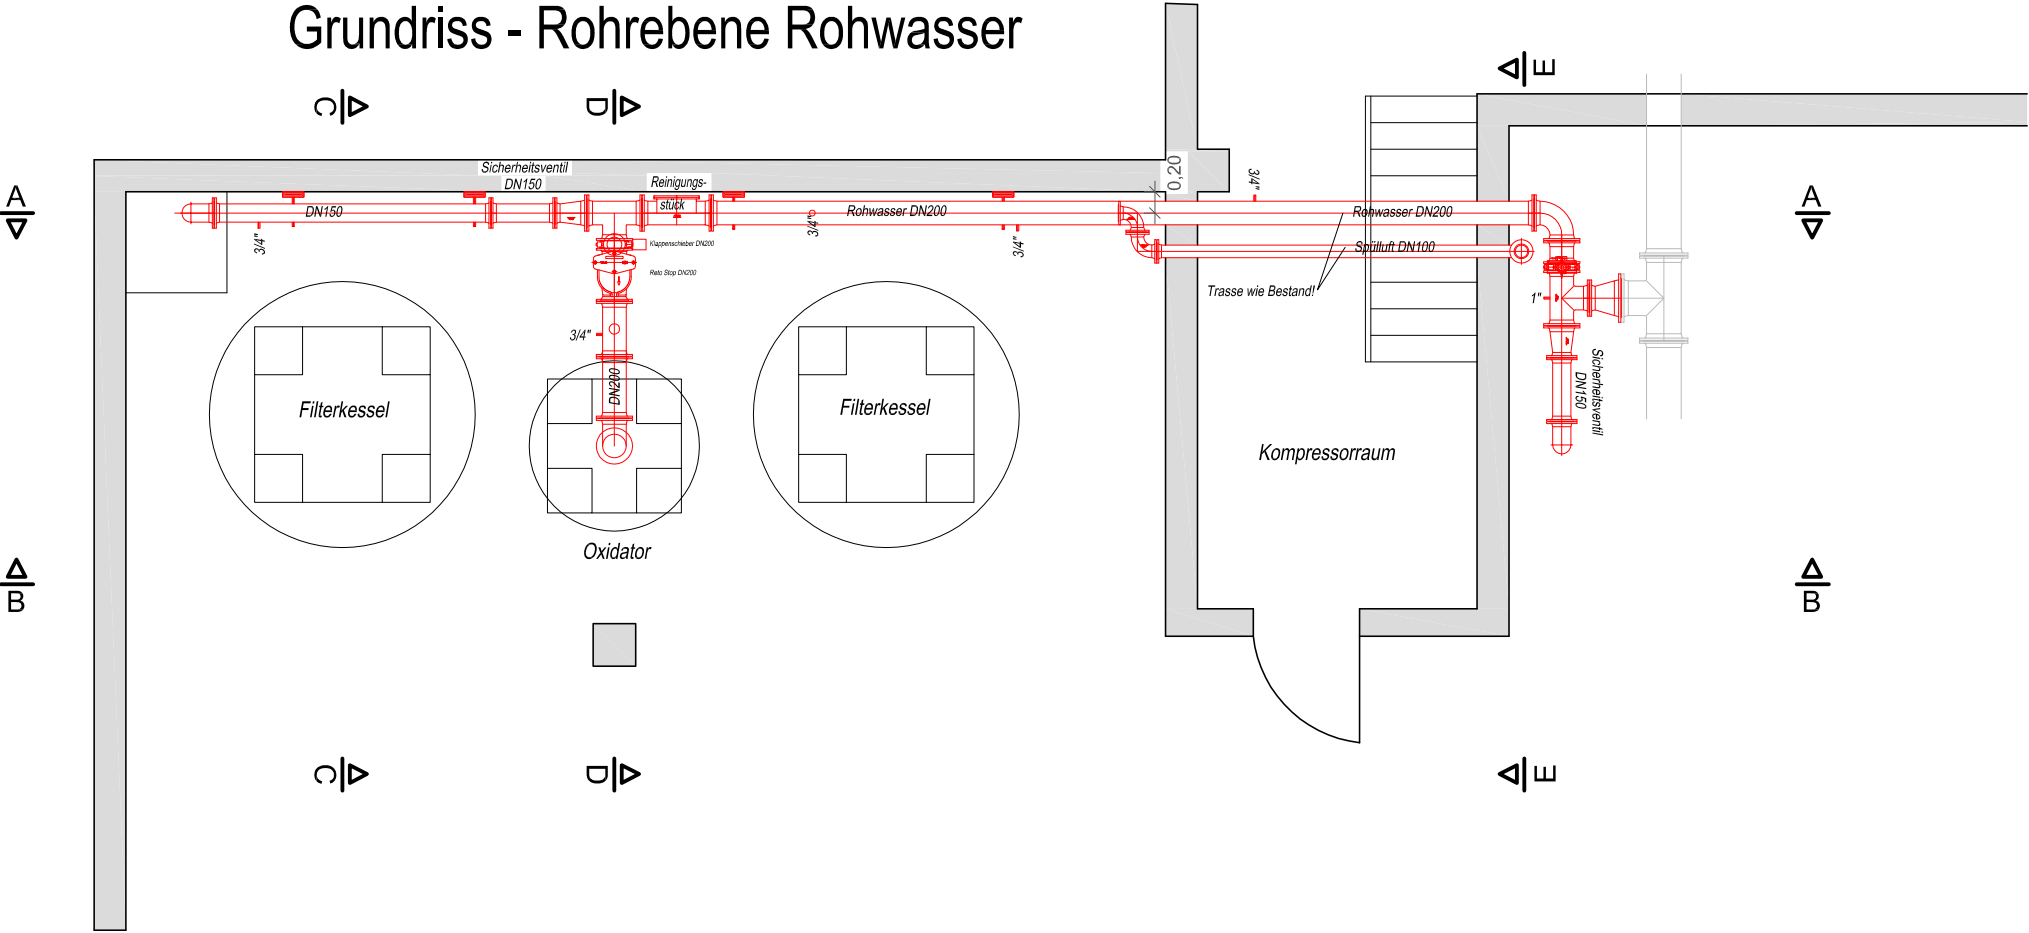 Grundriss - Rohrebene Rohwasser
C
D
E
A
A
Sicherheitsventil
DN150
Reinigungs-
stück
0,20
3/4"
DN150
3/4"
3/4"
Rohwasser DN200
3/4"
Rohwasser DN200
Klappenschieber DN200
Spülluft DN100
Reto Stop DN200
Trasse wie Bestand!
1"
3/4"
DN200
Sicherheitsventil
DN150
Filterkessel
Filterkessel
Kompressorraum
Oxidator
B
B
C
D
E